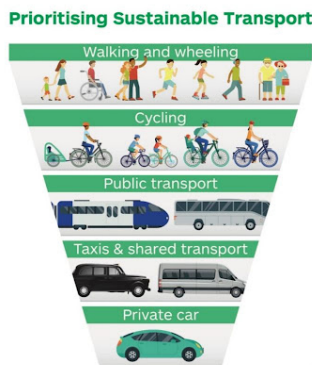 Prioritising Sustainable Transport
Walking and wheeling
Cycling
Public transport
Taxis & shared transport
Private car